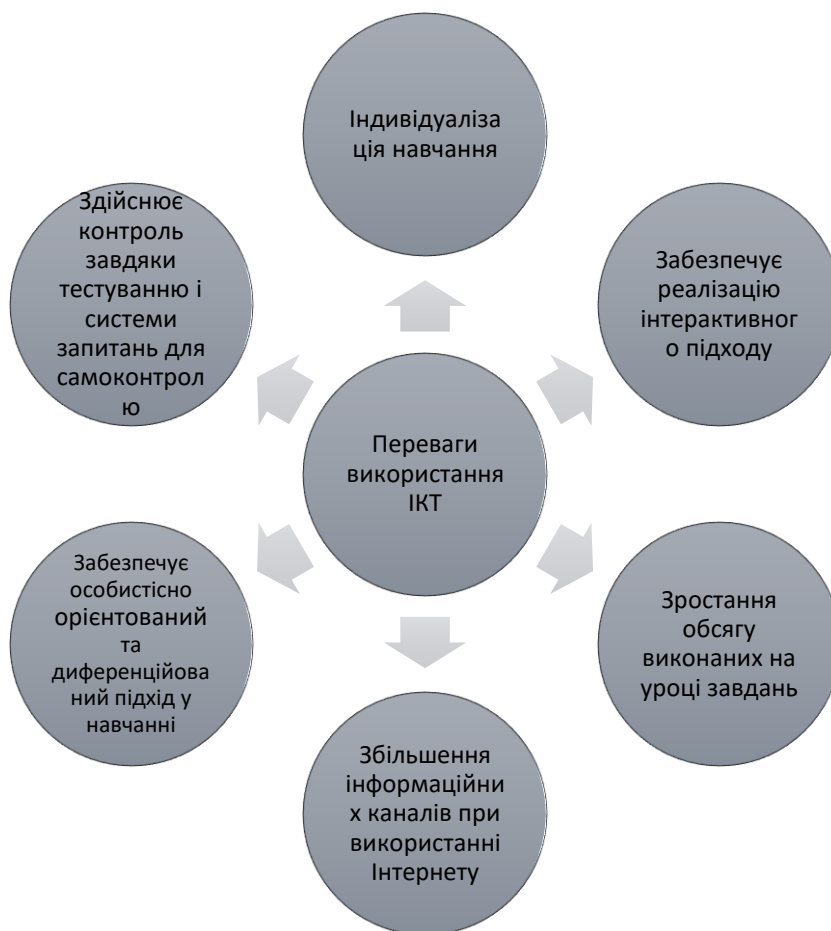 Індивідуаліза
ція навчання
Забезпечує
реалізацію
інтерактивног
о підходу
Зростання
обсягу
виконаних на
уроці завдань
Збільшення
інформаційни
х каналів при
використанні
Інтернету
Забезпечує
особистісно
орієнтований
та
диференційова
ний підхід у
навчанні
Здійснює
контроль
завдяки
тестуванню і
системи
запитань для
самоконтрол
ю
Переваги
використання
ІКТ